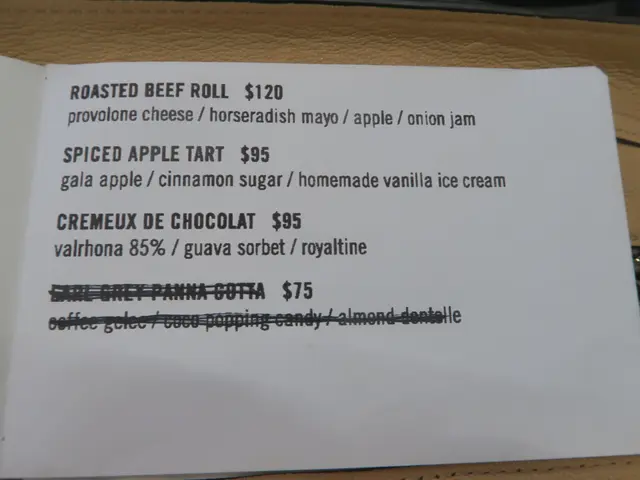 ROASTED BEEF ROLL $120
provolone cheese / horseradish mayo / apple / onion jam
SPICED APPLE TART $95
gala apple / cinnamon sugar / homemade vanilla ice cream
CREMEUX DE CHOCOLAT $95
valrhona 85% / guava sorbet / royaltine
EARL GREY PANNA COTTA $75
coffee gelee / coco popping candy / almond dentelle